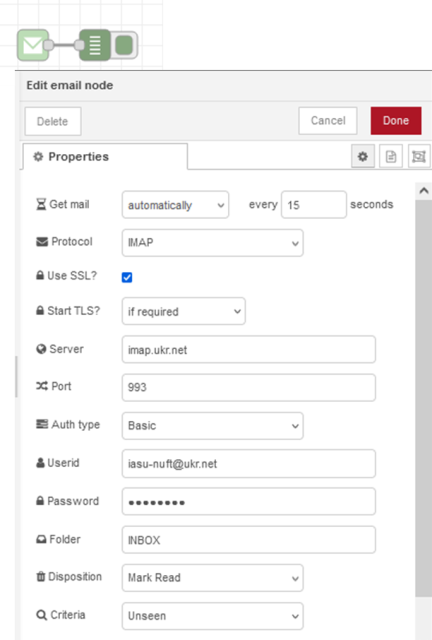 Edit email node
Delete Cancel Done
Properties
Get mail automatically every 15 seconds
Protocol IMAP
Use SSL?
Start TLS? if required
Server imap.ukr.net
Port 993
Auth type Basic
Userid iasu-nuft@ukr.net
Password ••••••••
Folder INBOX
Disposition Mark Read
Criteria Unseen